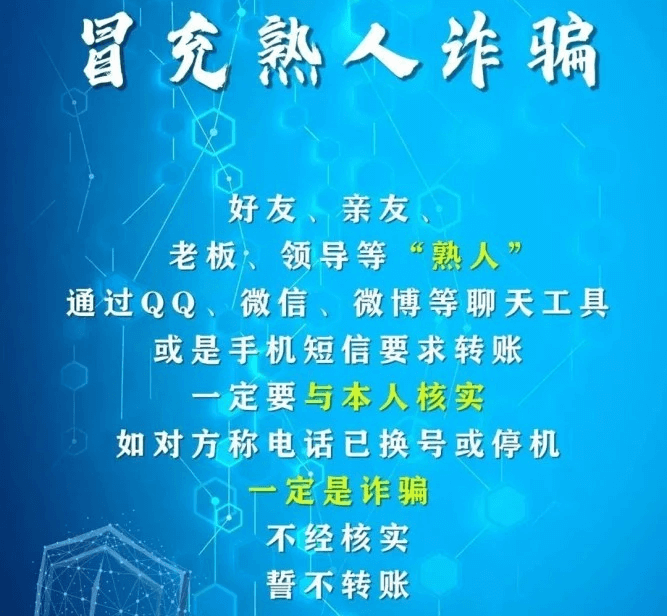 冒充熟人诈骗
好友、亲友、
老板、领导等“熟人”
通过QQ、微信、微博等聊天工具
或是手机短信要求转账
一定要与本人核实
如对方称电话已换号或停机
一定是诈骗
不经核实
誓不转账